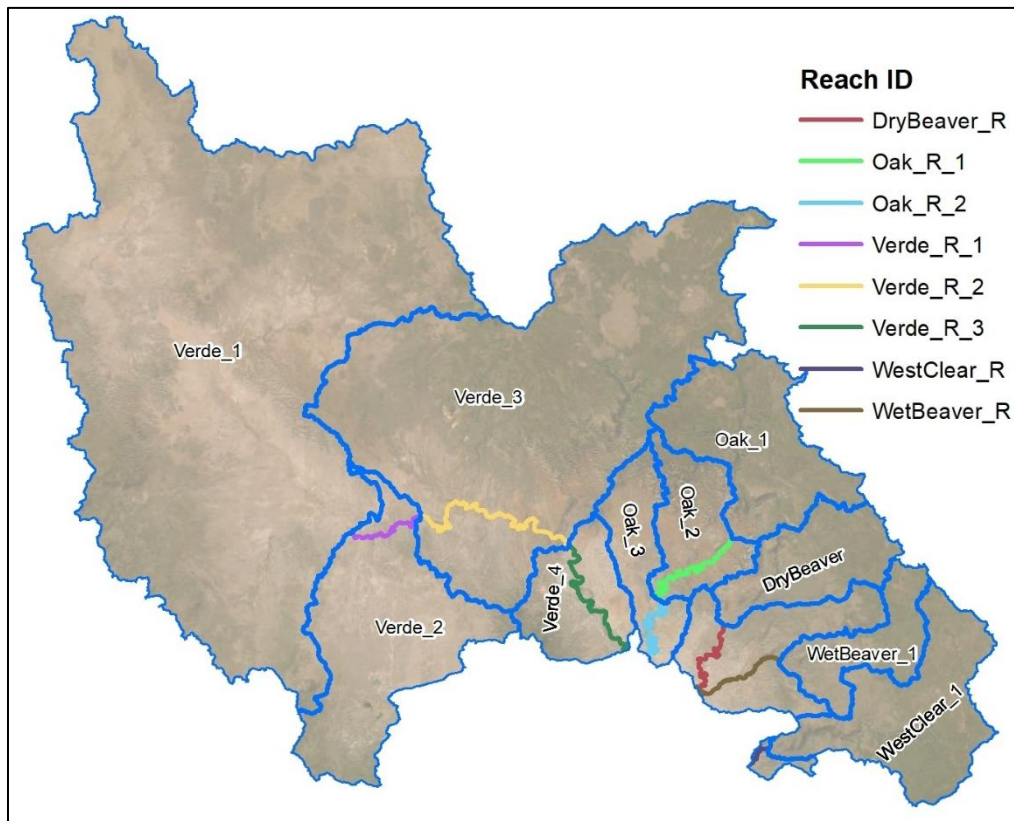 Reach ID
DryBeaver_R
Oak_R_1
Oak_R_2
Verde_R_1
Verde_R_2
Verde_R_3
WestClear_R
WetBeaver_R
Verde_1
Verde_3
Oak_1
Oak_2
Oak_3
DryBeaver
Verde_4
Verde_2
WetBeaver_1
WestClear_1